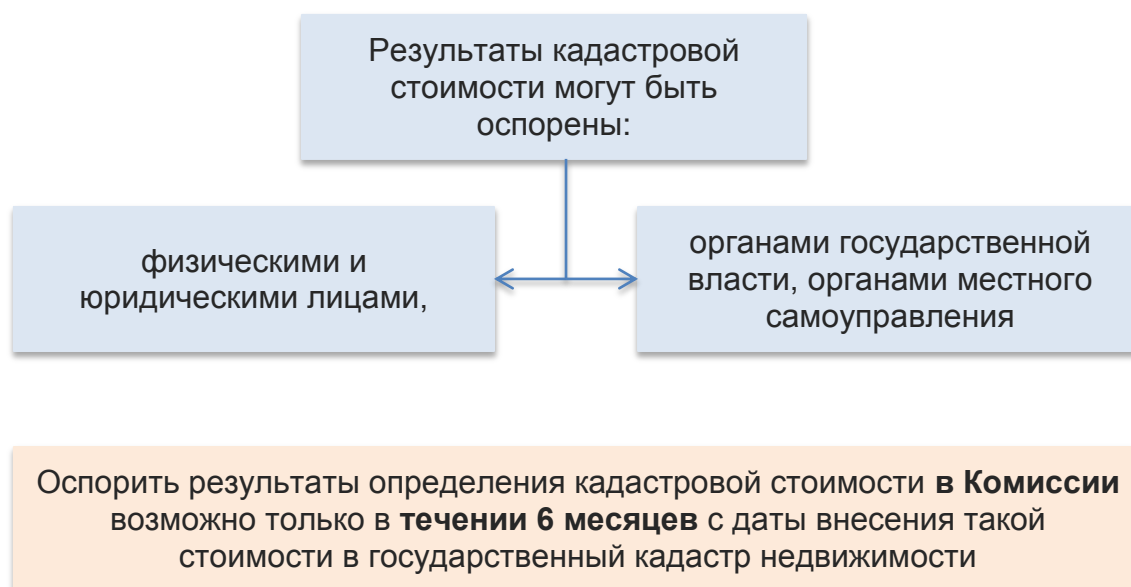 Результаты кадастровой
стоимости могут быть
оспорены:
физическими и
юридическими лицами,
органами государственной
власти, органами местного
самоуправления
Оспорить результаты определения кадастровой стоимости в Комиссии
возможно только в течении 6 месяцев с даты внесения такой
стоимости в государственный кадастр недвижимости